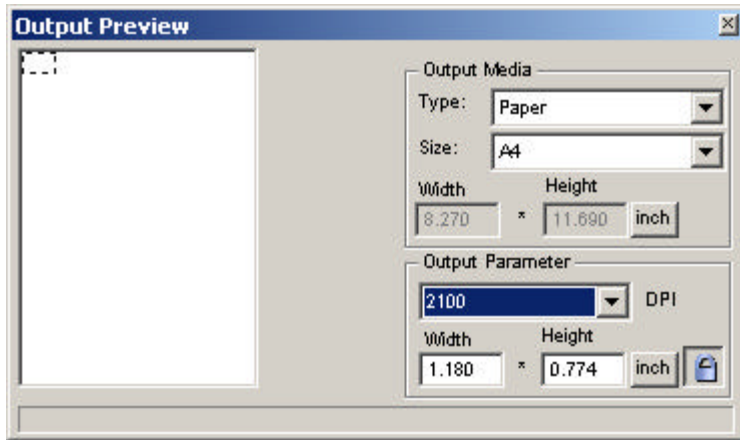 Output Preview
Output Media
Type: Paper
Size: A4
Width Height
8.270 * 11.690 inch
Output Parameter
2100 DPI
Width Height
1.180 * 0.774 inch